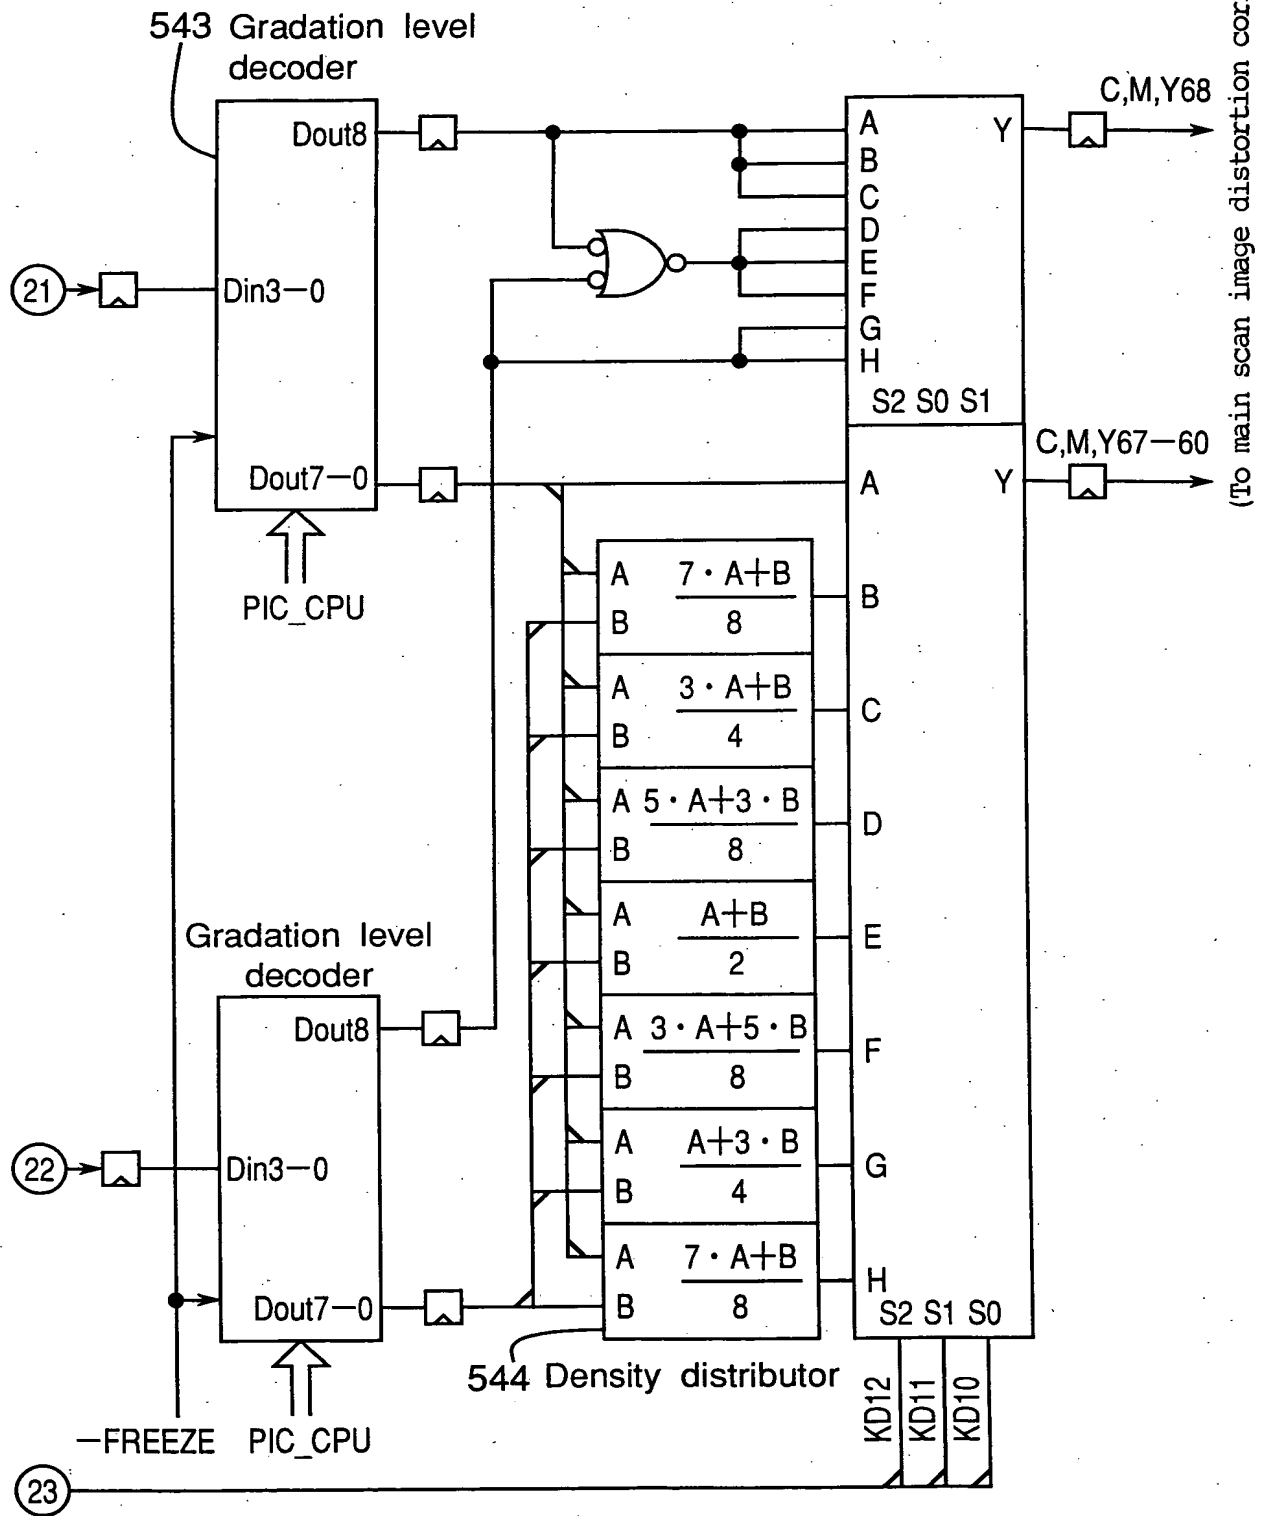 543 Gradation level
decoder
Dout8
21
Din3-0
Dout7-0
PIC_CPU
A
B
C
D
E
F
G
H
S2 S0 S1
Y
C,M,Y68
A
Y
C,M,Y67-60
(To main scan image distortion
A
B
7・A+B
8
B
A
B
3・A+B
4
C
A
B
5・A+3・B
8
D
A
B
A+B
2
E
A
B
3・A+5・B
8
F
A
B
A+3・B
4
G
A
B
7・A+B
8
H
S2 S1 S0
544 Density distributor
KD12
KD11
KD10
Gradation level
decoder
Dout8
22
Din3-0
Dout7-0
-FREEZE
PIC_CPU
23